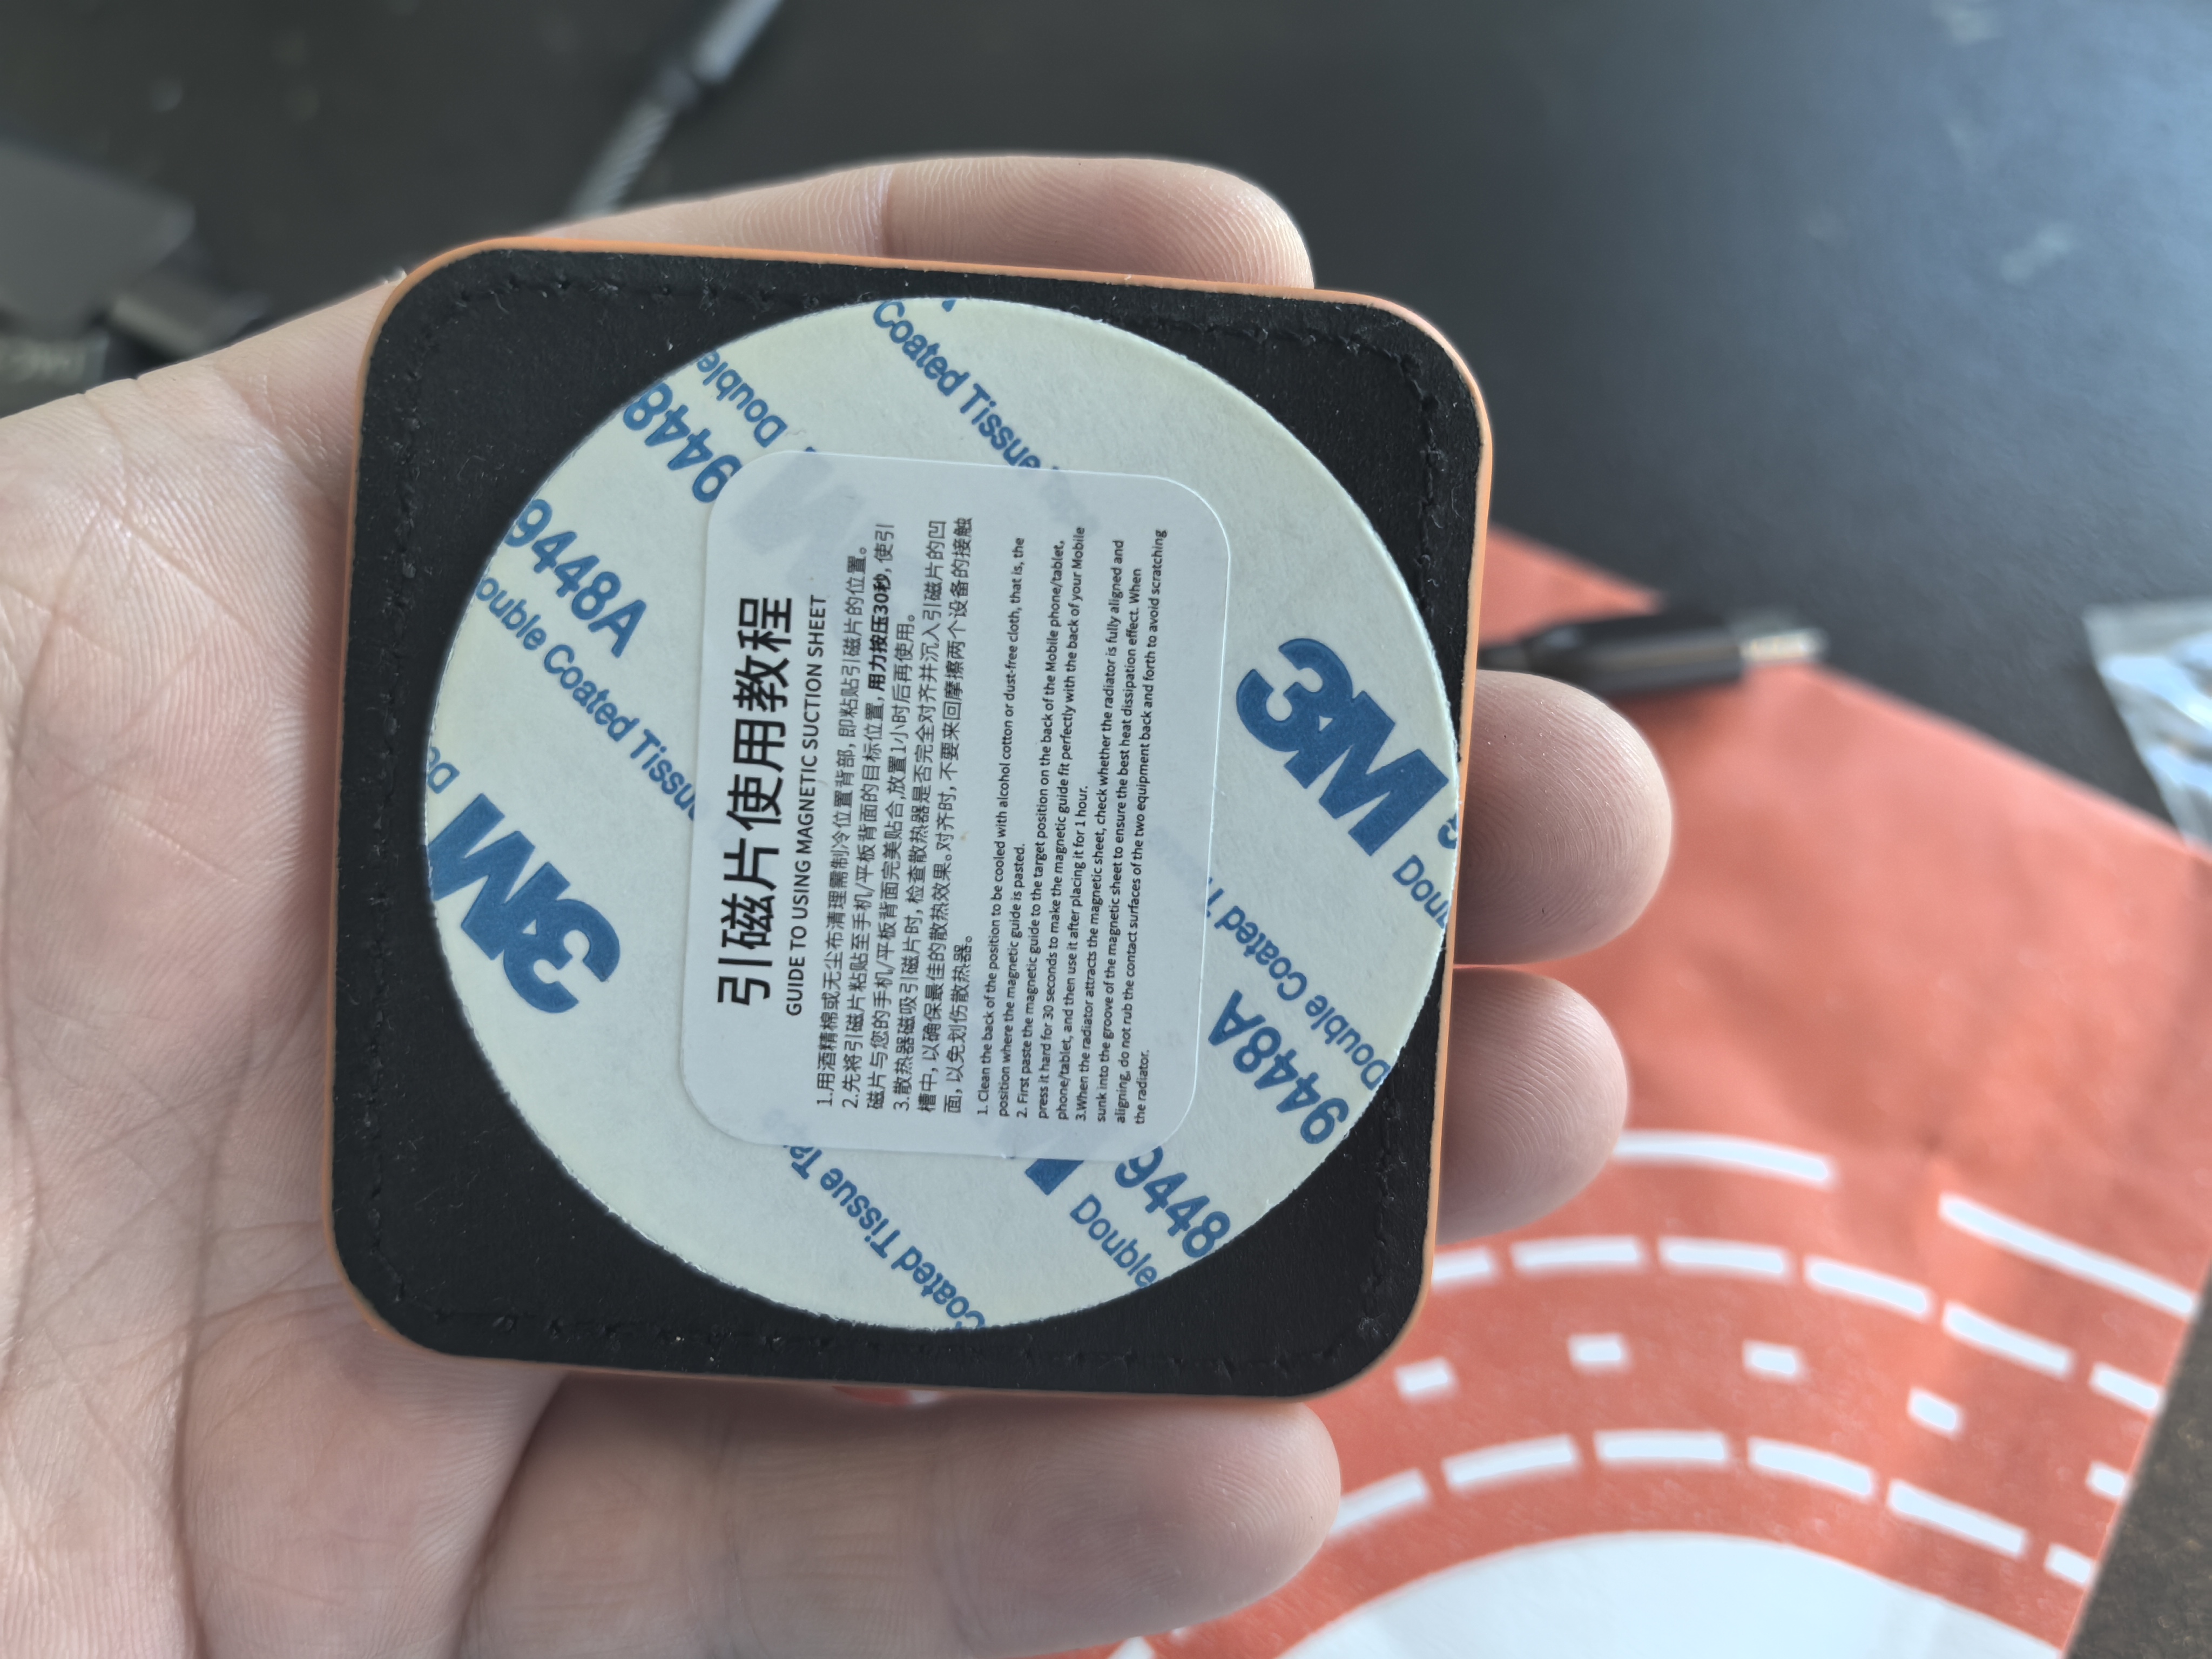 引磁片使用教程
GUIDE TO USING MAGNETIC SUCTION SHEET
1.用酒精棉或无尘布清理需制冷位置背部,即粘贴引磁片的位置。
2.先将引磁片粘贴至手机/平板背面的目标位置,用力按压30秒,使引
磁片与您的手机/平板背面完美贴合,放置1小时后再使用。
3.散热器磁吸引磁片时,检查散热器是否完全对齐并沉入引磁片的凹
槽中,以确保最佳的散热效果。对齐时,不要来回摩擦两个设备的接触
面,以免划伤散热器。
1. Clean the back of the position to be cooled with alcohol cotton or dust-free cloth, that is, the
position where the magnetic guide is pasted.
2. First paste the magnetic guide to the target position on the back of the Mobile phone/tablet,
press it hard for 30 seconds to make the magnetic guide fit perfectly with the back of your Mobile
phone/tablet, and then use it after placing it for 1 hour.
3.When the radiator attracts the magnetic sheet, check whether the radiator is fully aligned and
sunk into the groove of the magnetic sheet to ensure the best heat dissipation effect. When
aligning, do not rub the contact surfaces of the two equipment back and forth to avoid scratching
the radiator.
Coated Tissue
Double
9448
9448A
ouble Coated Tissu
3M
3M
Double Coated
9448A
9448
Double
Coated Tissue Ta